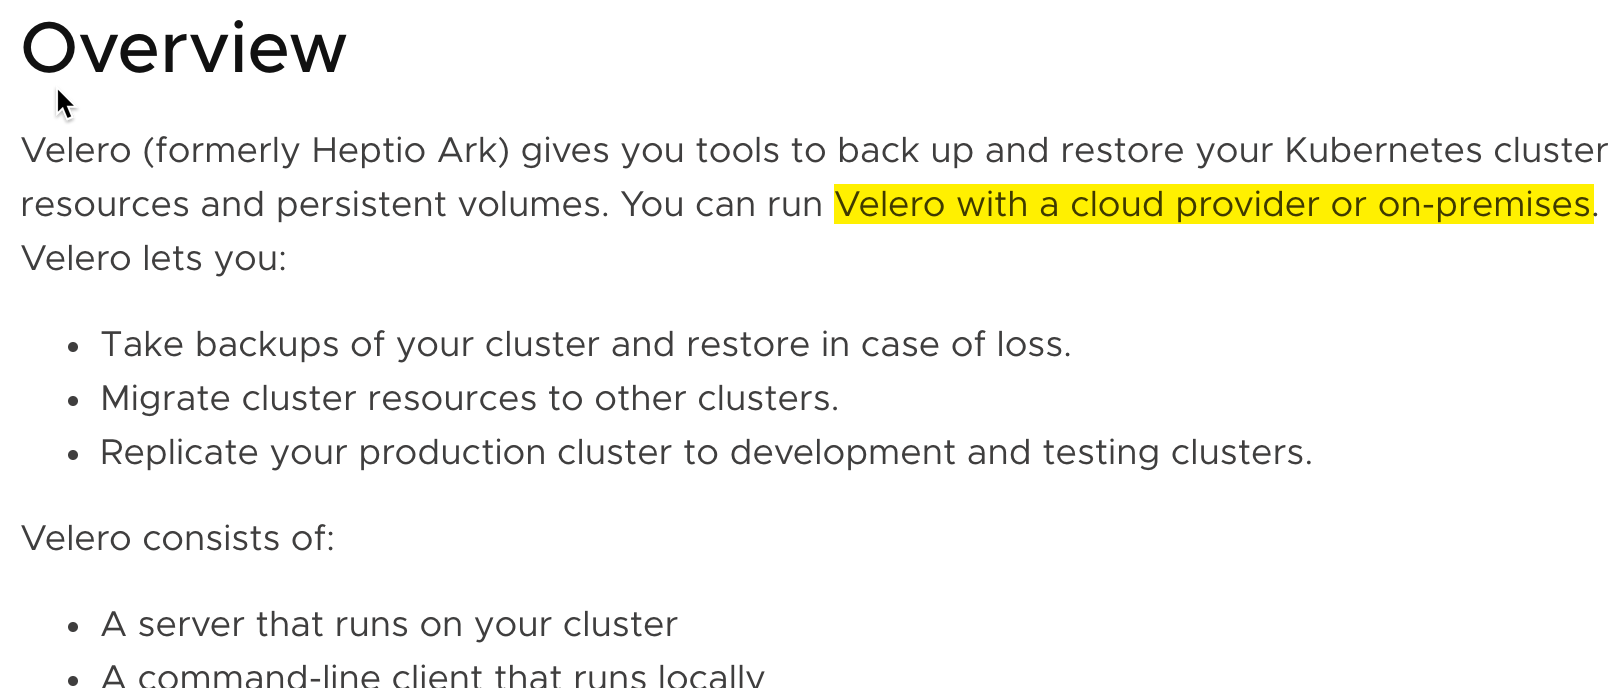 Overview
Velero (formerly Heptio Ark) gives you tools to back up and restore your Kubernetes cluster
resources and persistent volumes. You can run Velero with a cloud provider or on-premises.
Velero lets you:
• Take backups of your cluster and restore in case of loss.
• Migrate cluster resources to other clusters.
• Replicate your production cluster to development and testing clusters.
Velero consists of:
• A server that runs on your cluster
• A command-line client that runs locally